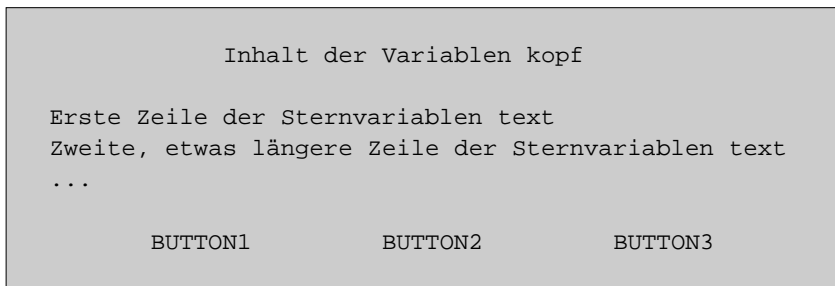 Inhalt der Variablen kopf
Erste Zeile der Sternvariablen text
Zweite, etwas längere Zeile der Sternvariablen text
...
BUTTON1 BUTTON2 BUTTON3